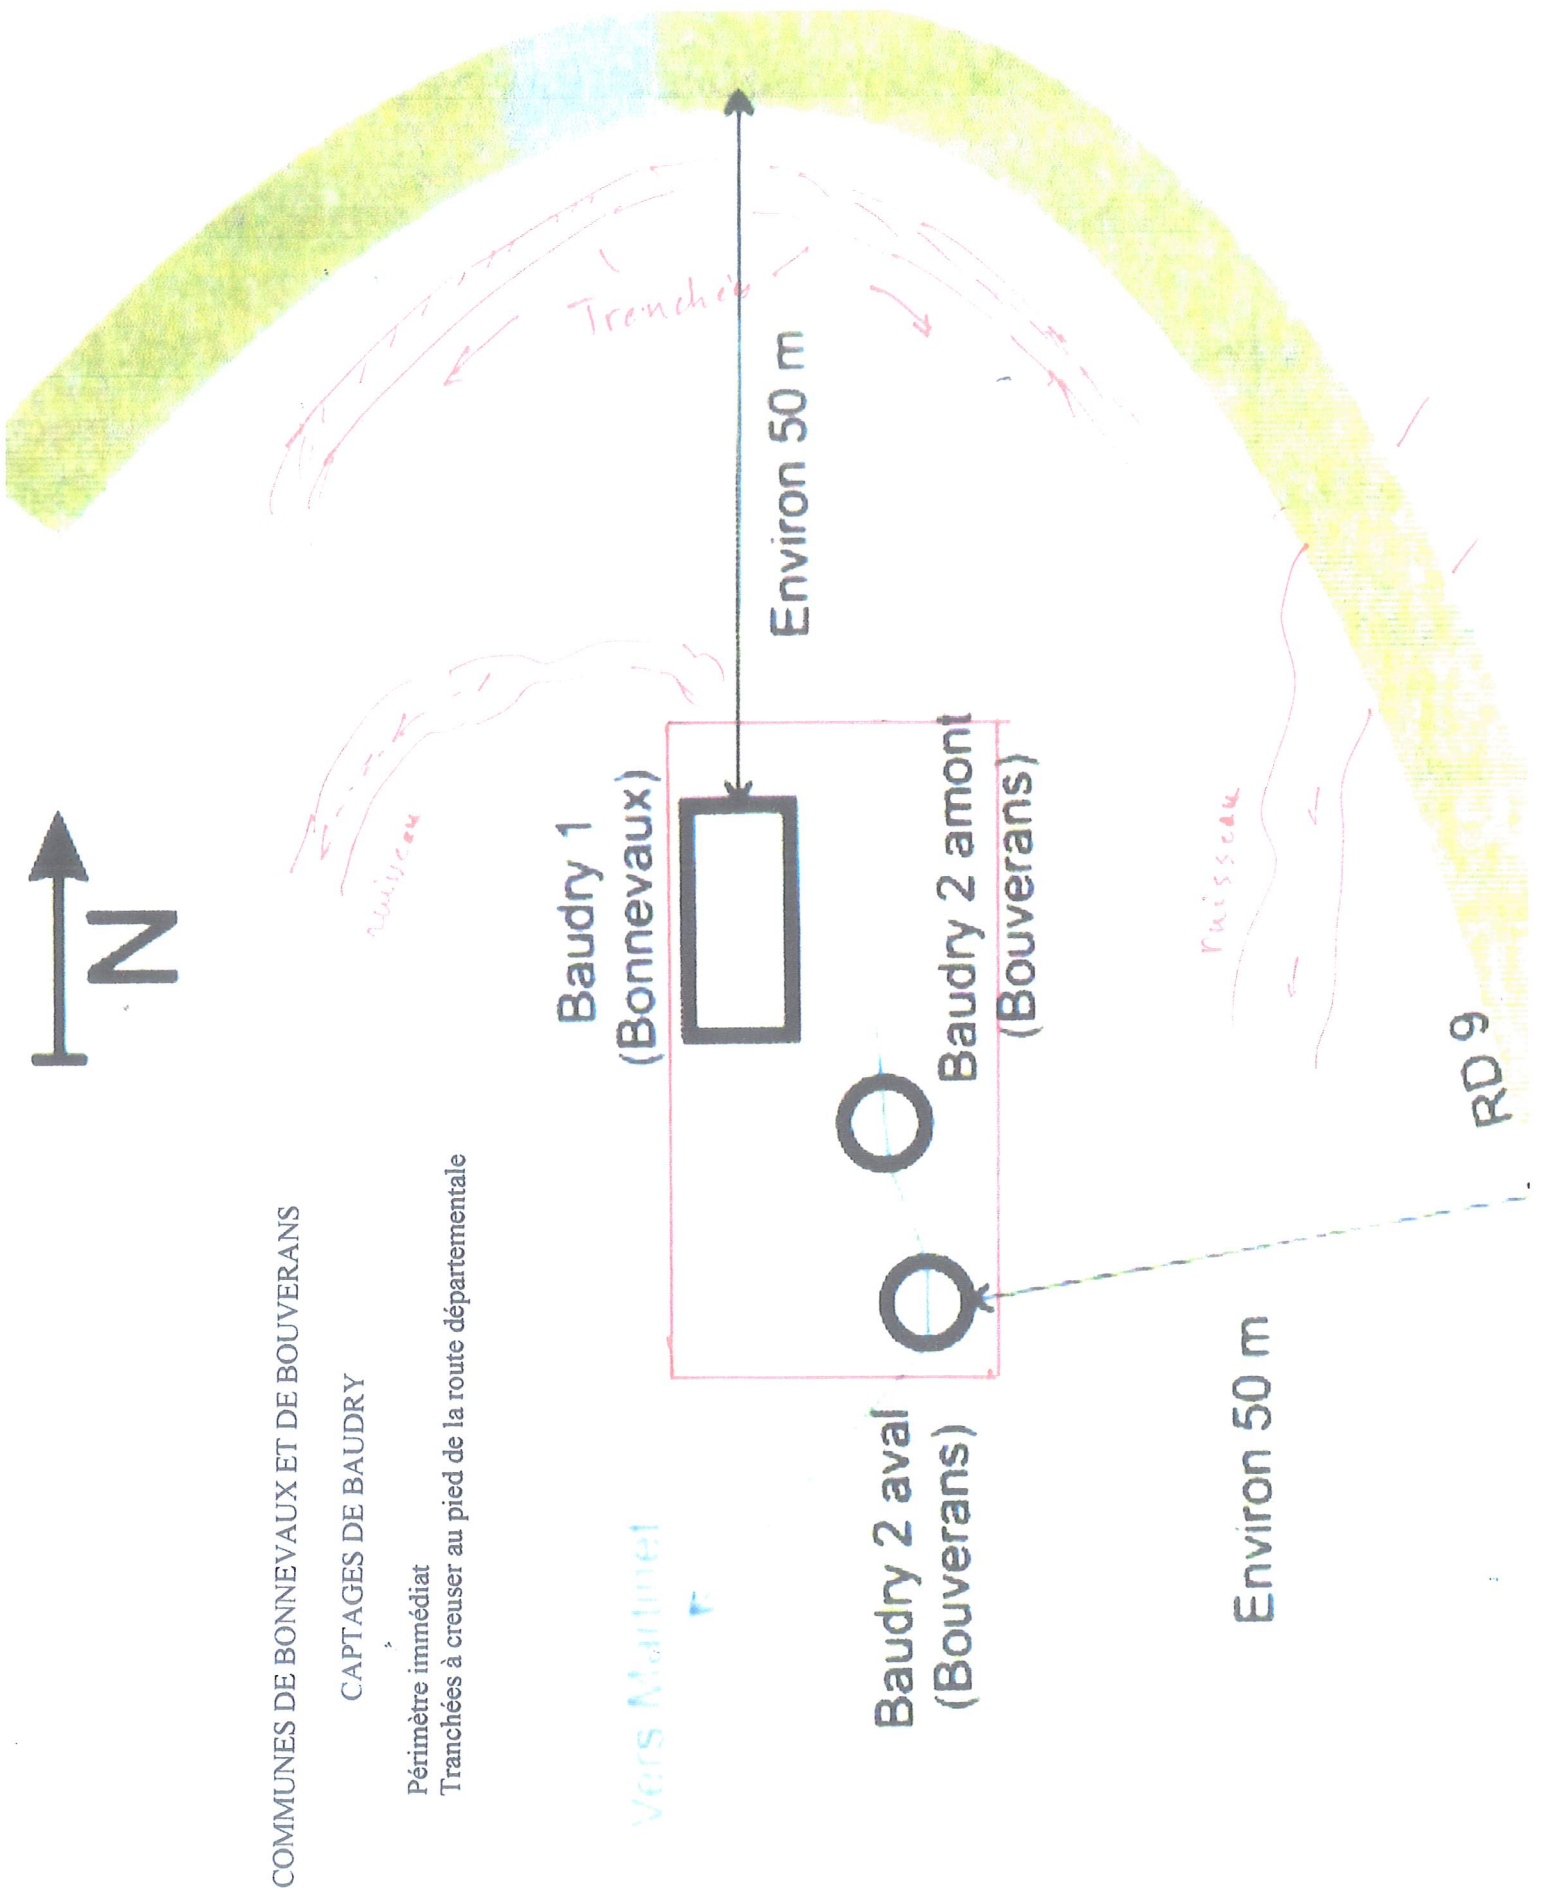 COMMUNES DE BONNEVAUX ET DE BOUVERANS
CAPTAGES DE BAUDRY
Périmètre immédiat
Tranchées à creuser au pied de la route départementale
N
Tranchées
ruisseau
Baudry 1
(Bonnevaux)
Environ 50 m
Vers
Baudry 2 amont
(Bouverans)
Baudry 2 aval
(Bouverans)
ruisseau
Environ 50 m
RD 9